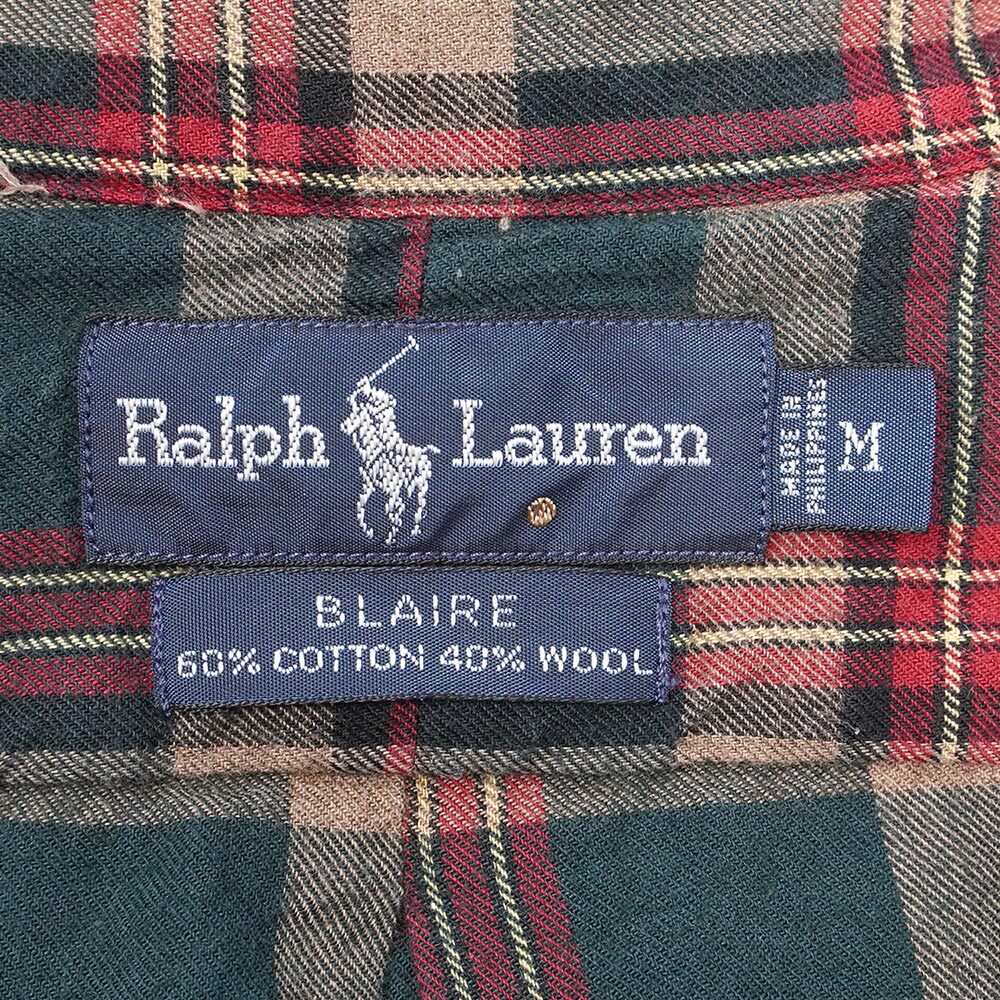 Ralph Lauren
MADE IN
PHILIPPINES
M
BLAIRE
60% COTTON 40% WOOL